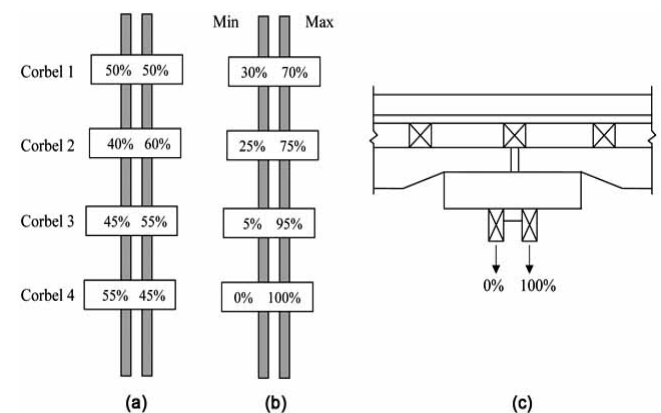 Min Max
Corbel 1 50% 50% 30% 70%
Corbel 2 40% 60% 25% 75%
Corbel 3 45% 55% 5% 95%
Corbel 4 55% 45% 0% 100%
0% 100%
(a) (b) (c)